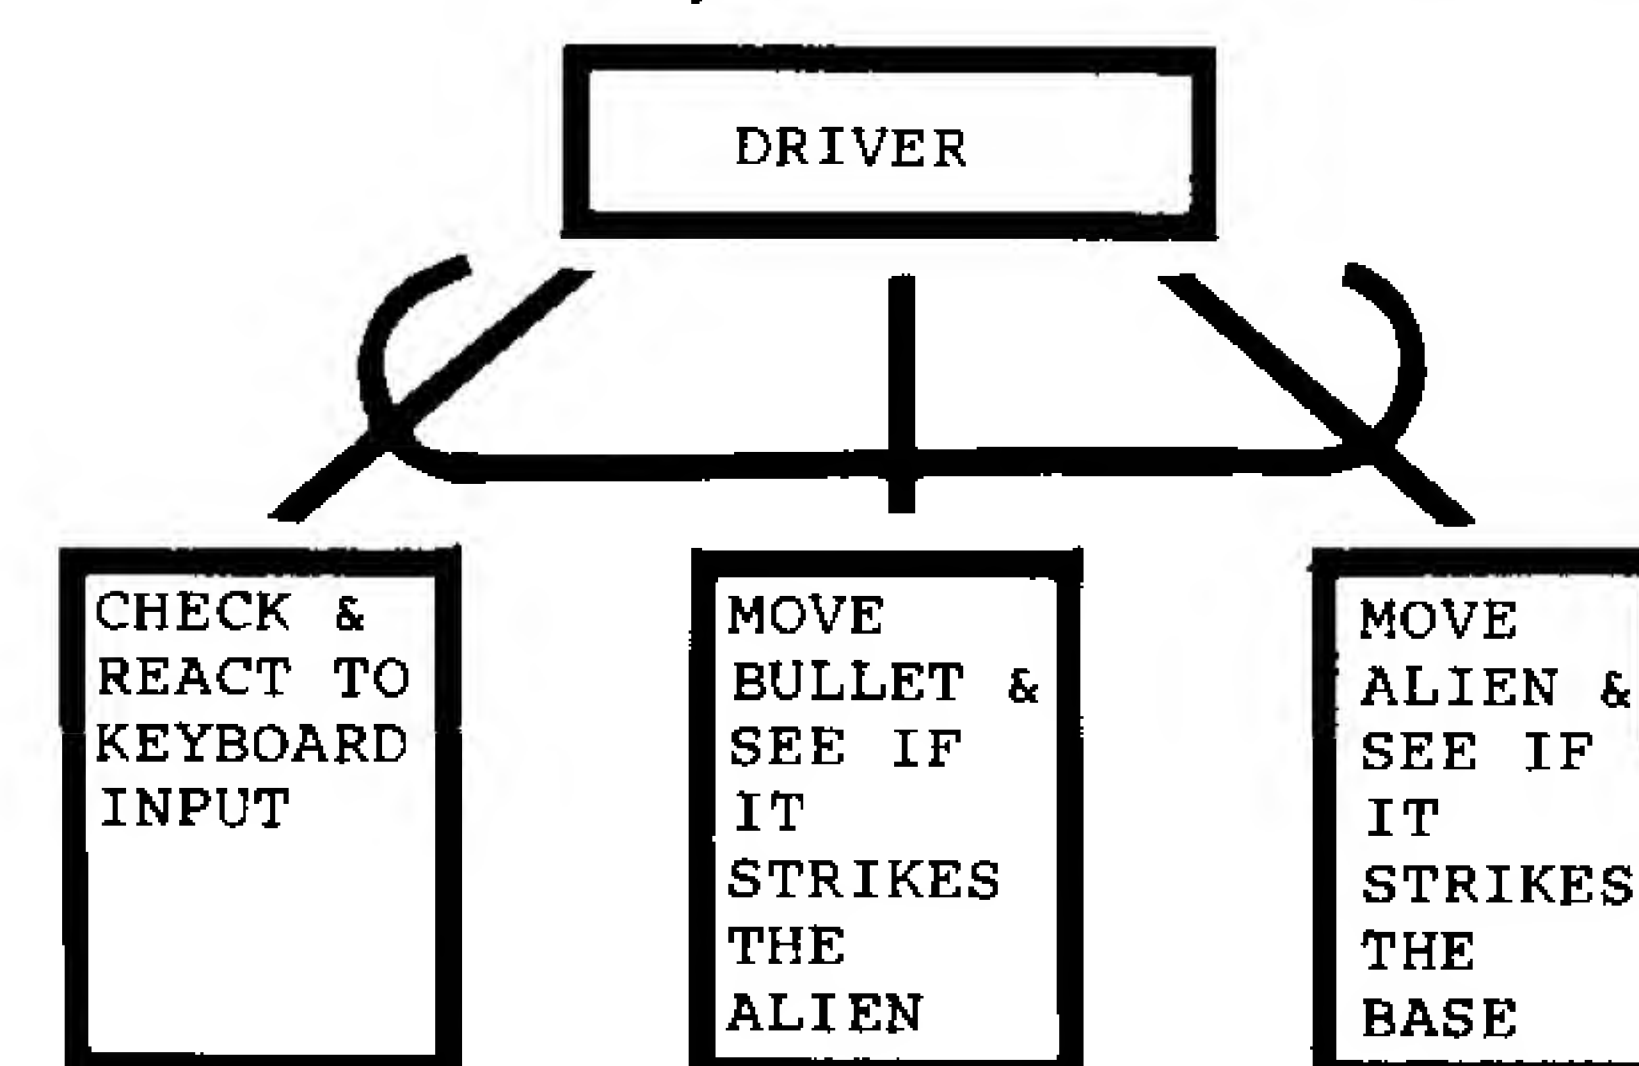 DRIVER
CHECK &
REACT TO
KEYBOARD
INPUT
MOVE
BULLET &
SEE IF
IT
STRIKES
THE
ALIEN
MOVE
ALIEN &
SEE IF
IT
STRIKES
THE
BASE